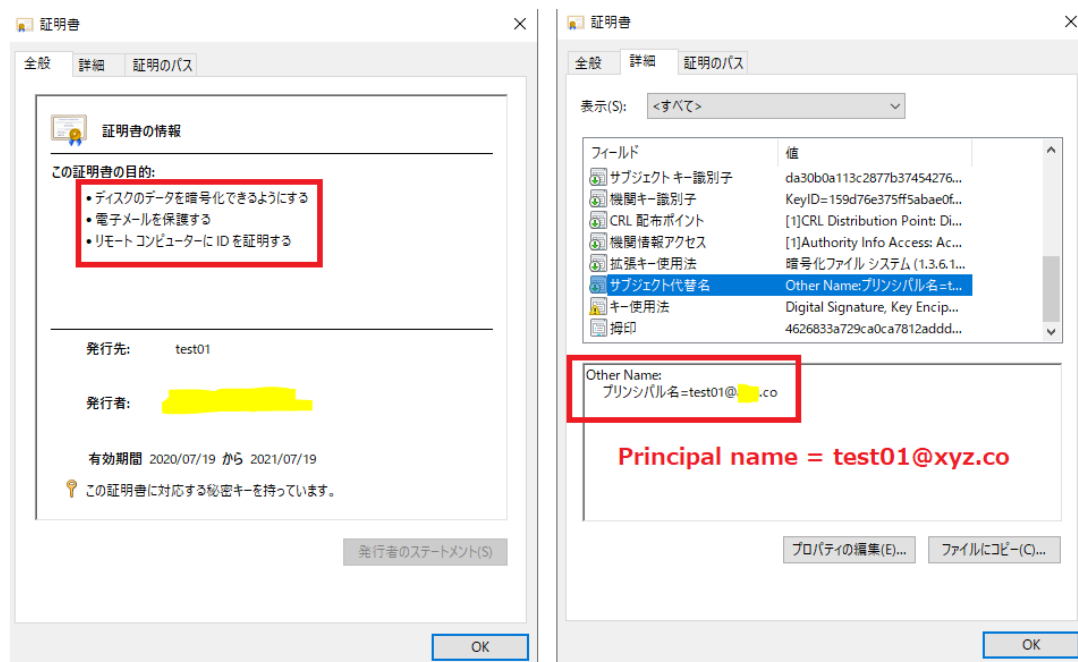 証明書
全般 詳細 証明のパス
証明書の情報
この証明書の目的:
• ディスクのデータを暗号化できるようにする
• 電子メールを保護する
• リモート コンピューターに ID を証明する
発行先: test01
発行者:
有効期間 2020/07/19 から 2021/07/19
この証明書に対応する秘密キーを持っています。
発行者のステートメント(S)
OK
証明書
全般 詳細 証明のパス
表示(S): <すべて>
フィールド 値
サブジェクト キー識別子 da30b0a113c2877b37454276...
機関キー識別子 KeyID=159d76e375ff5abae0f...
CRL 配布ポイント [1]CRL Distribution Point: Di...
機関情報アクセス [1]Authority Info Access: Ac...
拡張キー使用法 暗号化ファイル システム (1.3.6.1...
サブジェクト代替名 Other Name:プリンシパル名=t...
キー使用法 Digital Signature, Key Encip...
拇印 4626833a729ca0ca7812addd...
Other Name:
プリンシパル名=test01@ .co
Principal name = test01@xyz.co
プロパティの編集(E)... ファイルにコピー(C)...
OK